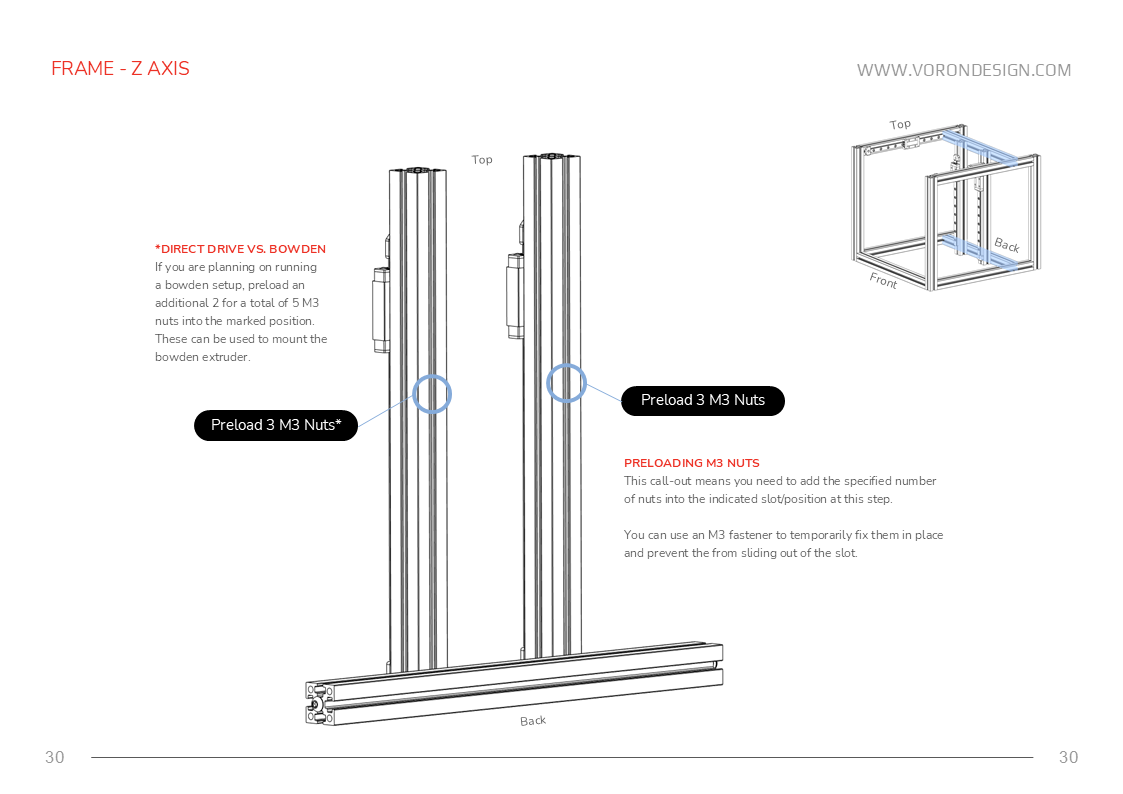 FRAME - Z AXIS
WWW.VORONDESIGN.COM
Top
Back
Front
Top
*DIRECT DRIVE VS. BOWDEN
If you are planning on running
a bowden setup, preload an
additional 2 for a total of 5 M3
nuts into the marked position.
These can be used to mount the
bowden extruder.
Preload 3 M3 Nuts*
Preload 3 M3 Nuts
PRELOADING M3 NUTS
This call-out means you need to add the specified number
of nuts into the indicated slot/position at this step.
You can use an M3 fastener to temporarily fix them in place
and prevent the from sliding out of the slot.
Back
30
30